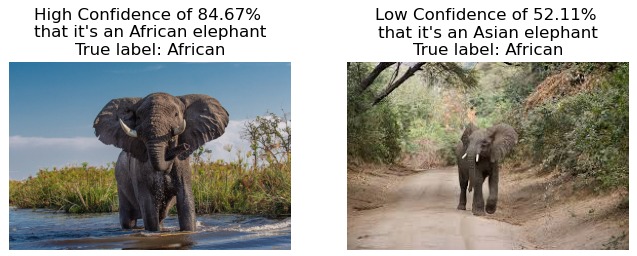 High Confidence of 84.67%
that it's an African elephant
True label: African
Low Confidence of 52.11%
that it's an Asian elephant
True label: African